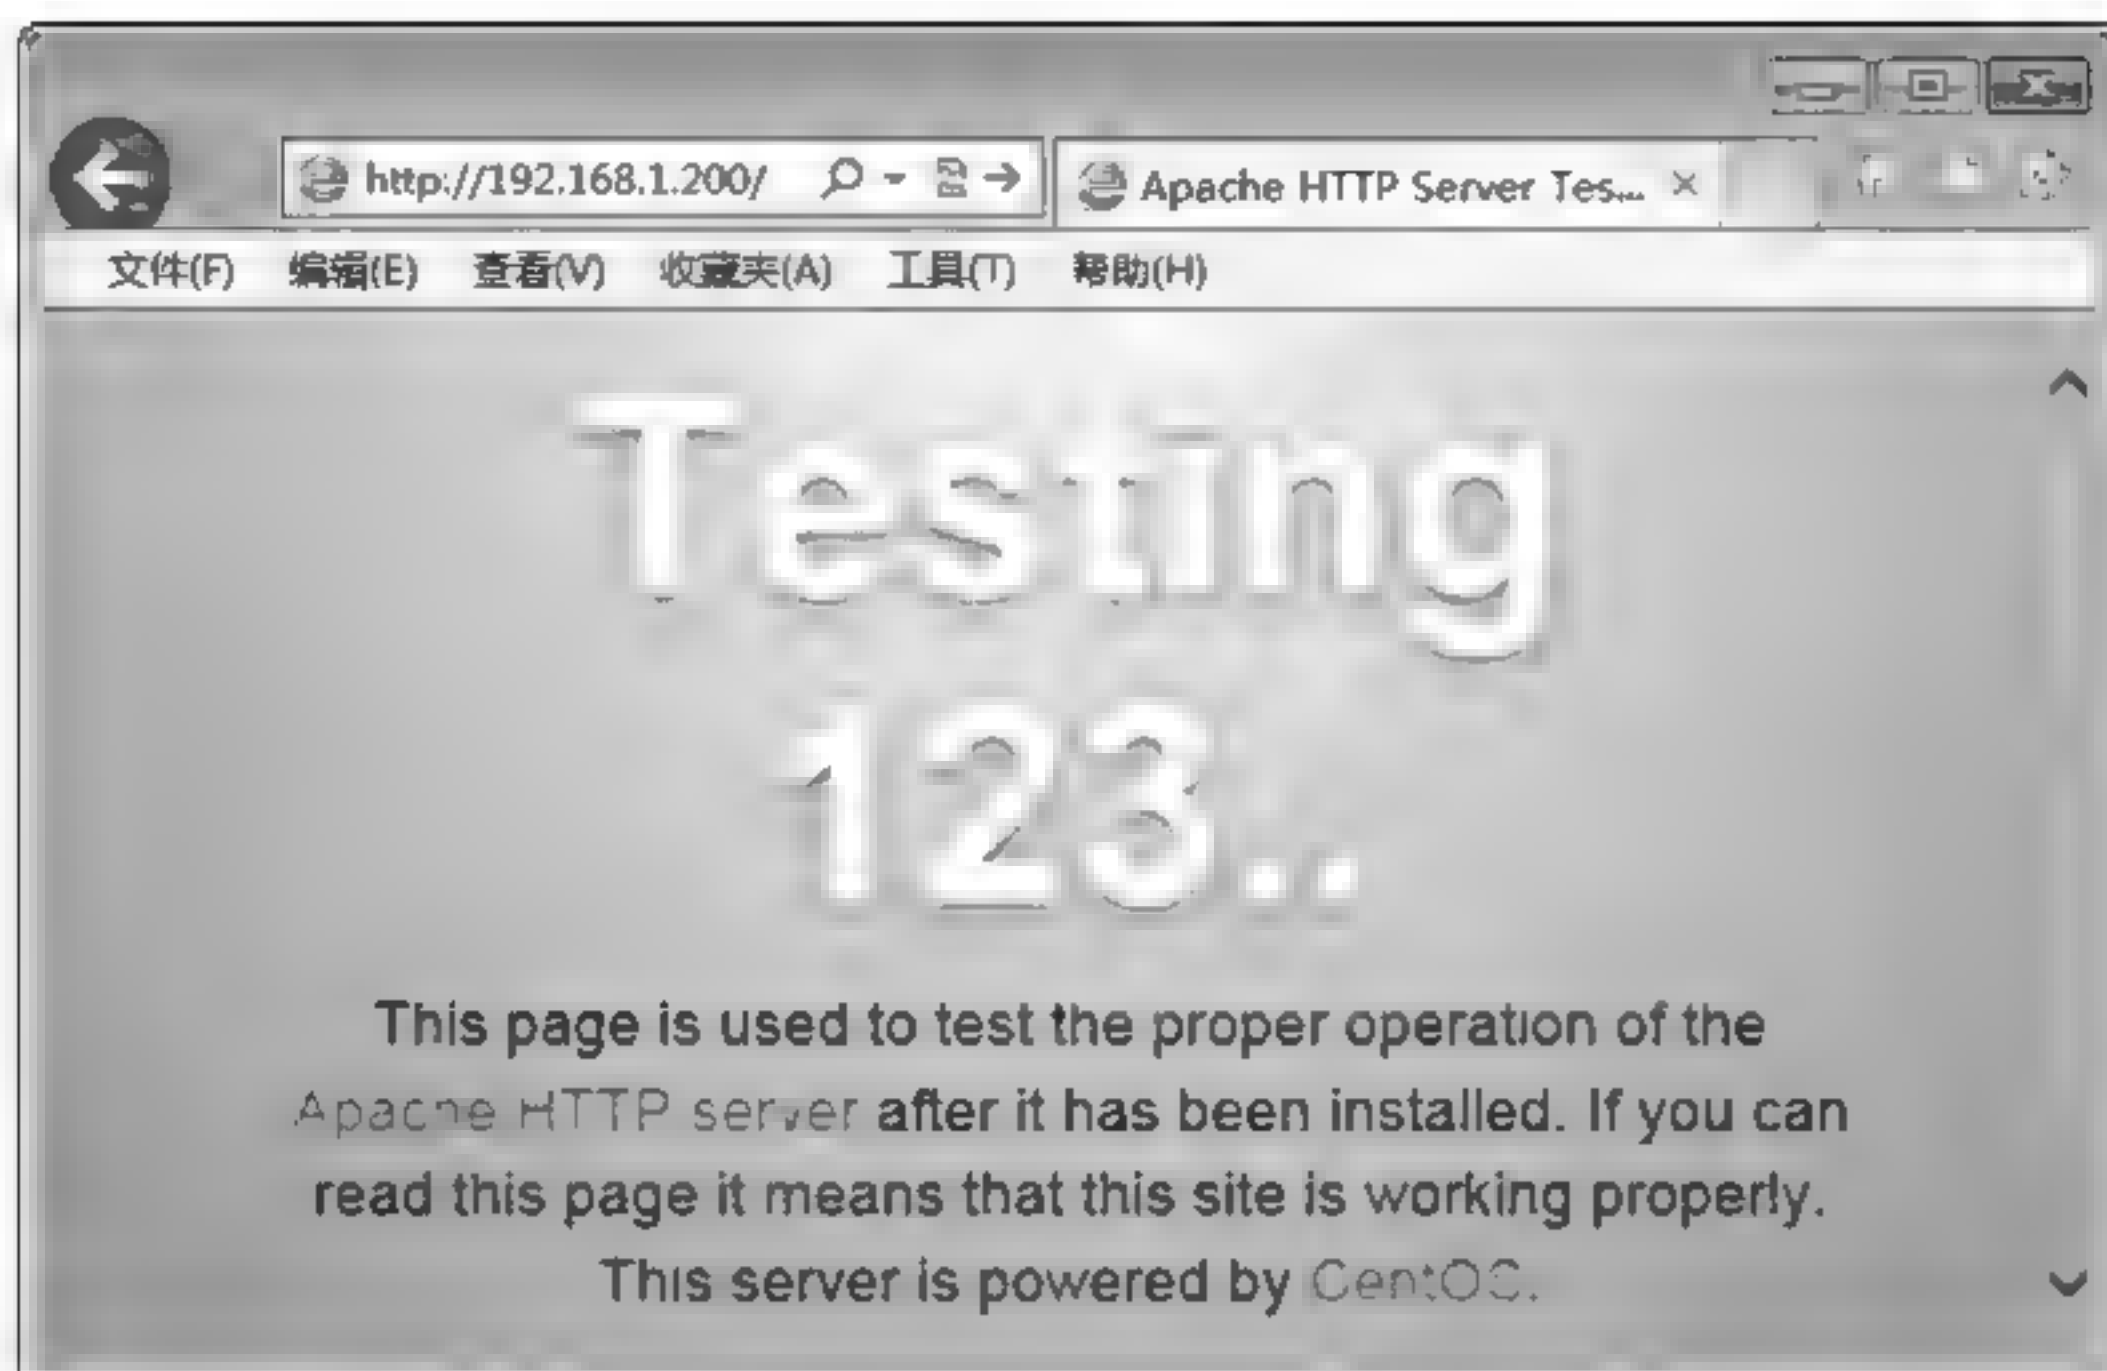 http://192.168.1.200/
Apache HTTP Server Tes...
文件(F) 编辑(E) 查看(V) 收藏夹(A) 工具(T) 帮助(H)
Testing
123..
This page is used to test the proper operation of the
Apache HTTP server after it has been installed. If you can
read this page it means that this site is working properly.
This server is powered by CentOS.